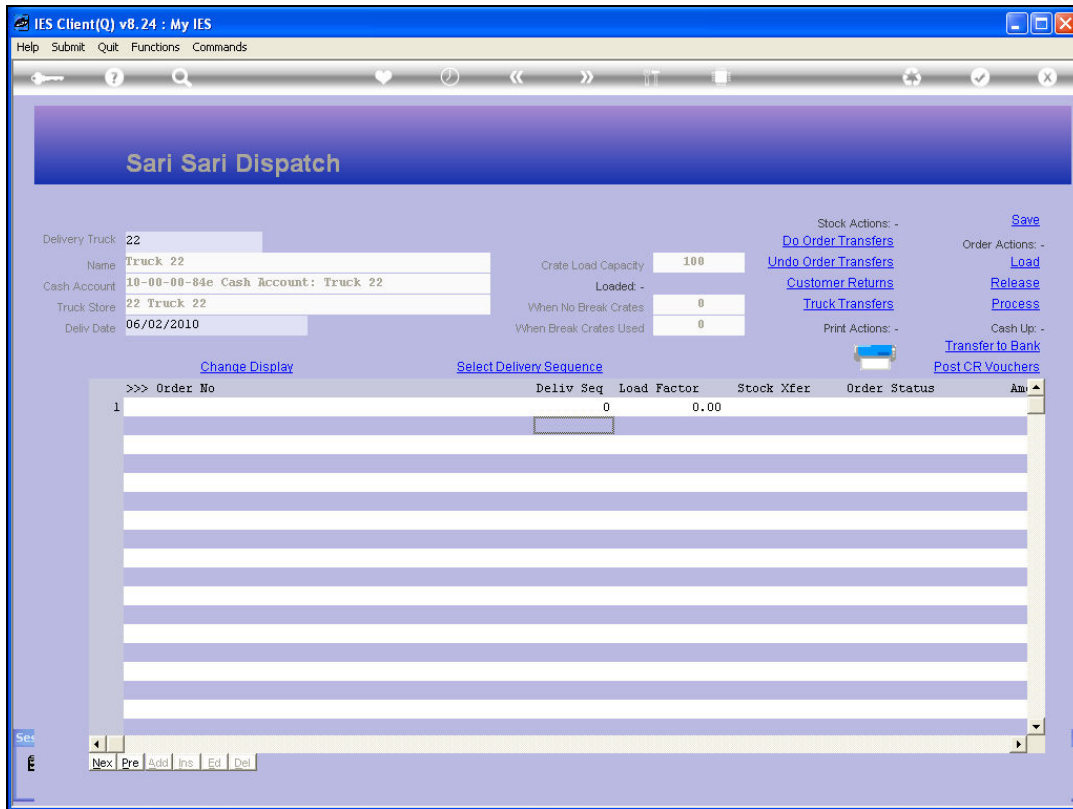 IES Client(Q) v8.24 : My IES
Help Submit Quit Functions Commands
Sari Sari Dispatch
Stock Actions: - Save
Delivery Truck 22 Do Order Transfers Order Actions: -
Name Truck 22 Crate Load Capacity 100 Undo Order Transfers Load
Cash Account 10-00-00-84e Cash Account: Truck 22 Loaded: - Customer Returns Release
Truck Store 22 Truck 22 When No Break Crates 0 Truck Transfers Process
Deliv Date 06/02/2010 When Break Crates Used 0 Print Actions: - Cash Up: -
Transfer to Bank
Change Display Select Delivery Sequence Post CR Vouchers
>>> Order No Deliv Seq Load Factor Stock Xfer Order Status
1 0 0.00
Nex Pre Add Ins Ed Del